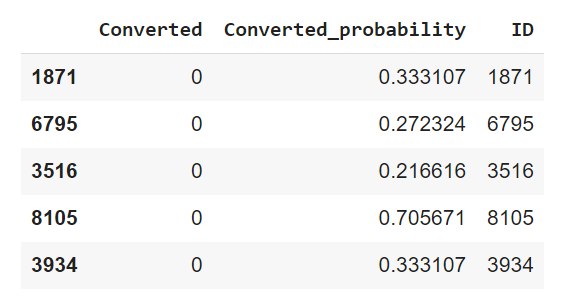 Converted Converted_probability ID
1871 0 0.333107 1871
6795 0 0.272324 6795
3516 0 0.216616 3516
8105 0 0.705671 8105
3934 0 0.333107 3934